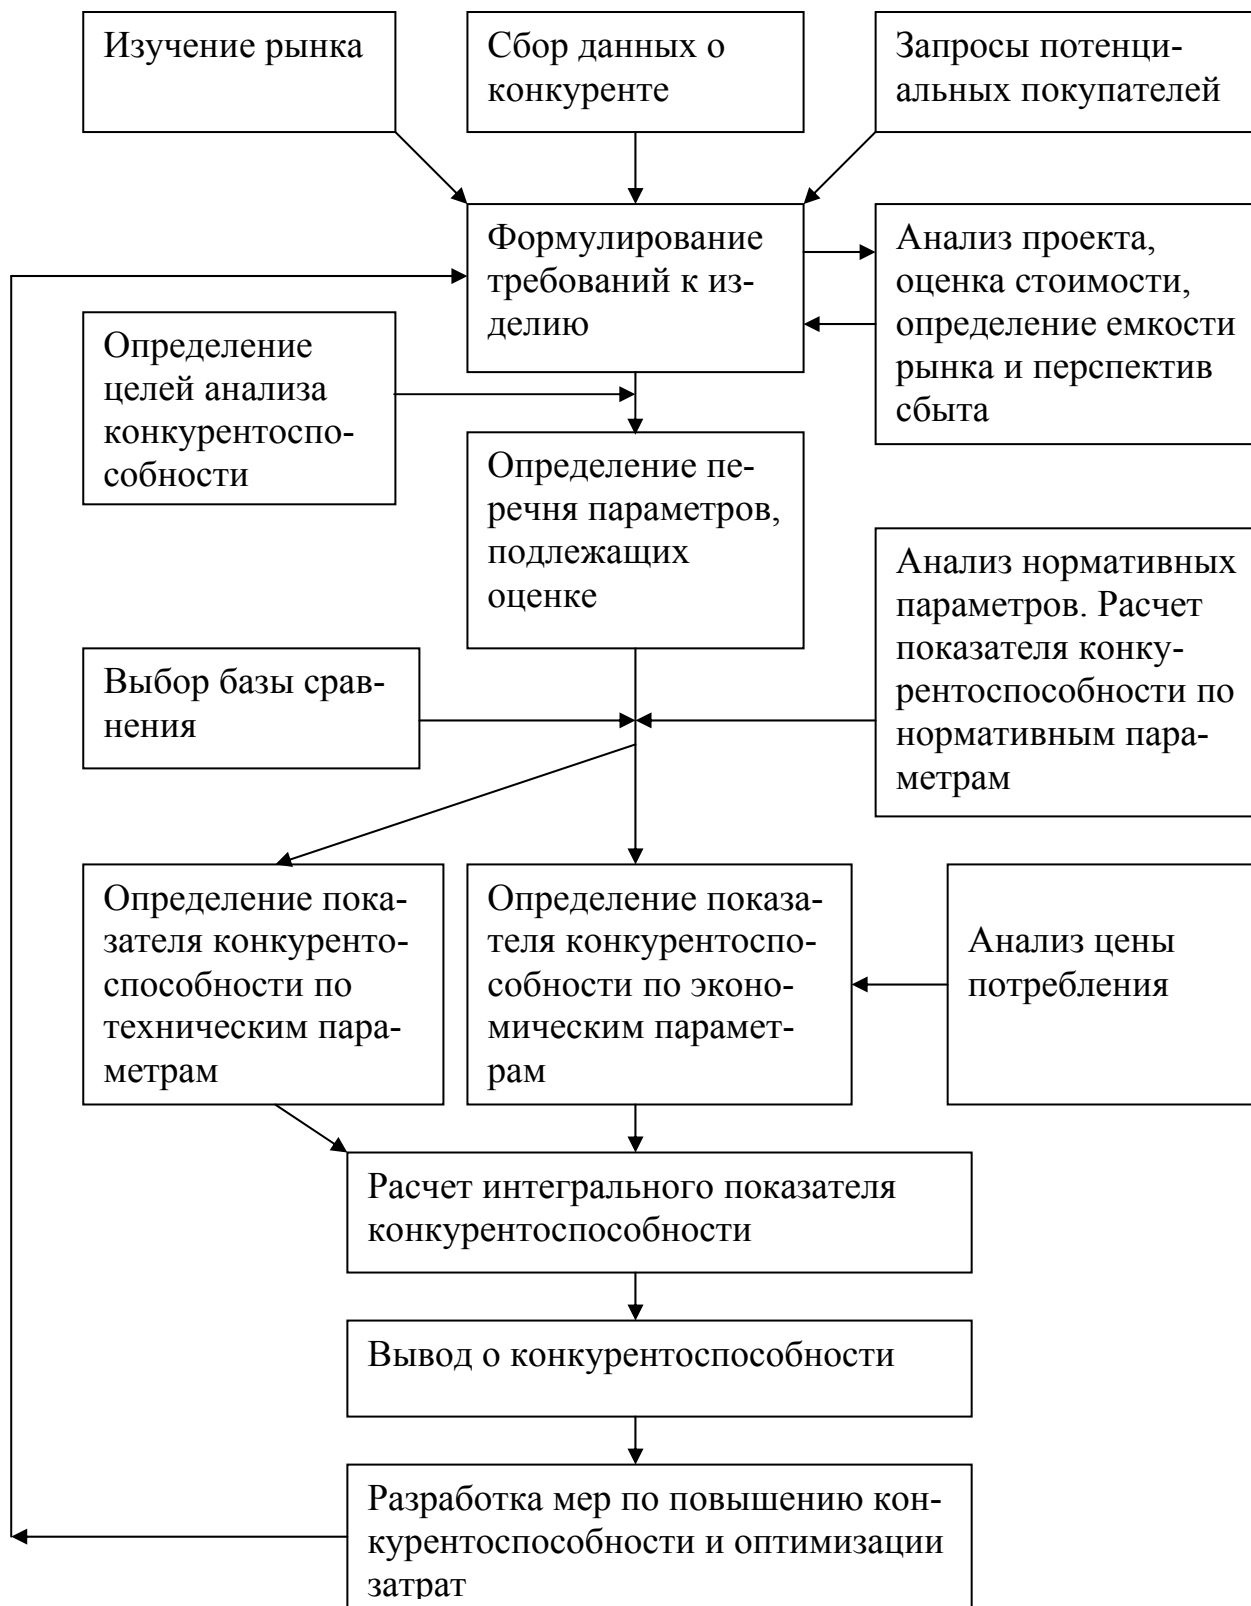 Изучение рынка
Сбор данных о
конкуренте
Запросы потенци-
альных покупателей
Формулирование
требований к из-
делию
Анализ проекта,
оценка стоимости,
определение емкости
рынка и перспектив
сбыта
Определение
целей анализа
конкурентоспо-
собности
Определение пе-
речня параметров,
подлежащих
оценке
Анализ нормативных
параметров. Расчет
показателя конку-
рентоспособности по
нормативным пара-
метрам
Выбор базы срав-
нения
Определение пока-
зателя конкуренто-
способности по
техническим пара-
метрам
Определение показа-
теля конкурентоспо-
собности по эконо-
мическим парамет-
рам
Анализ цены
потребления
Расчет интегрального показателя
конкурентоспособности
Вывод о конкурентоспособности
Разработка мер по повышению кон-
курентоспособности и оптимизации
затрат